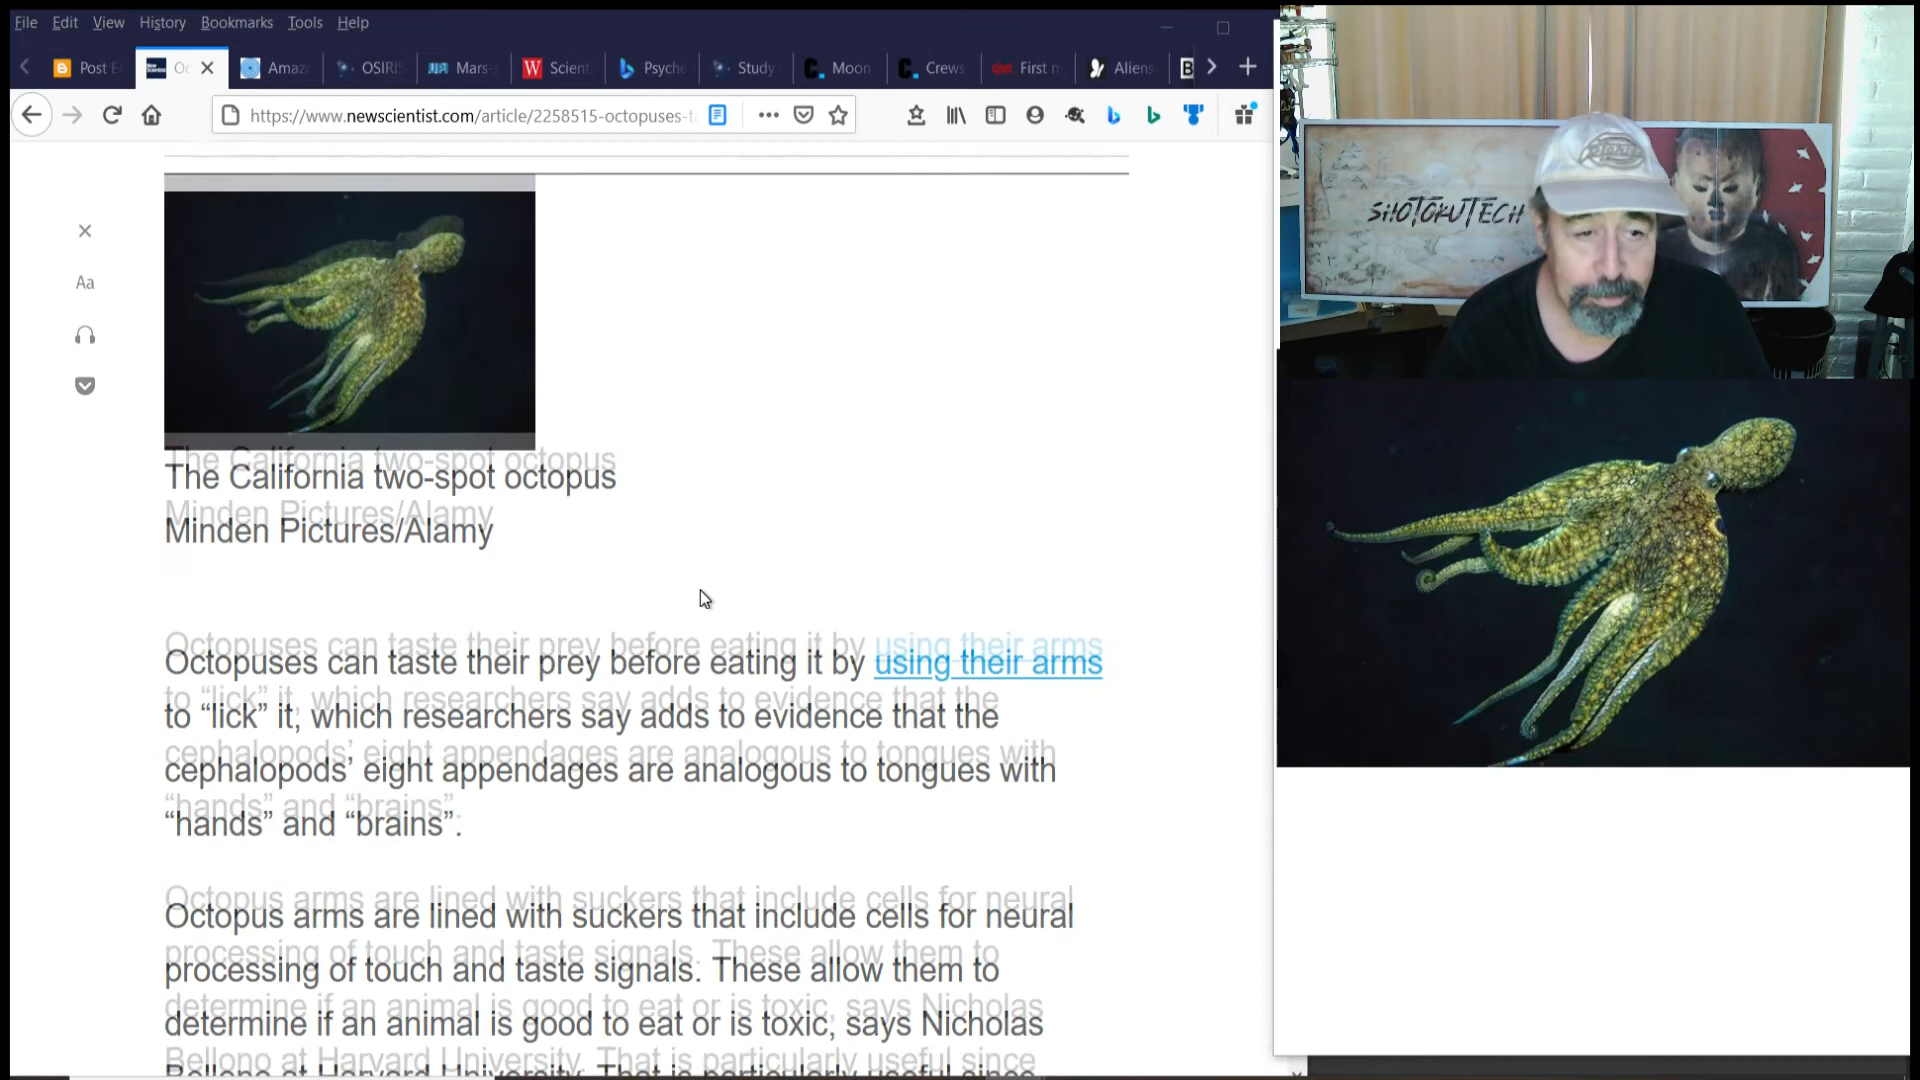 File Edit View History Bookmarks Tools Help
Post E Oc Amaz OSIRIS Mars- Scient Psyche Study Moon Crews First m Aliens B
https://www.newscientist.com/article/2258515-octopuses-t
SHOTOKUTECH
Aa
The California two-spot octopus
Minden Pictures/Alamy
Octopuses can taste their prey before eating it by using their arms
to “lick” it, which researchers say adds to evidence that the
cephalopods’ eight appendages are analogous to tongues with
“hands” and “brains”.
Octopus arms are lined with suckers that include cells for neural
processing of touch and taste signals. These allow them to
determine if an animal is good to eat or is toxic, says Nicholas
Bellono at Harvard University. That is particularly useful since